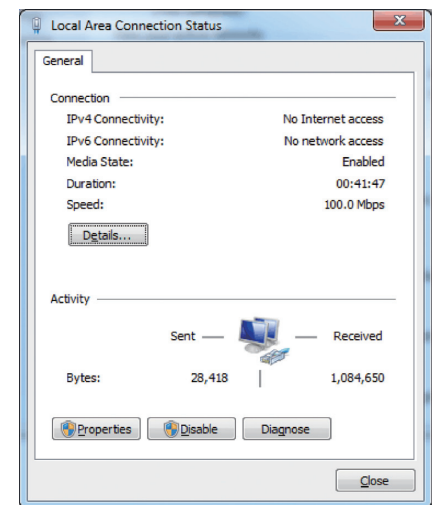 Local Area Connection Status
General
Connection
IPv4 Connectivity: No Internet access
IPv6 Connectivity: No network access
Media State: Enabled
Duration: 00:41:47
Speed: 100.0 Mbps
Details...
Activity
Sent — — Received
Bytes: 28,418 | 1,084,650
Properties Disable Diagnose
Close